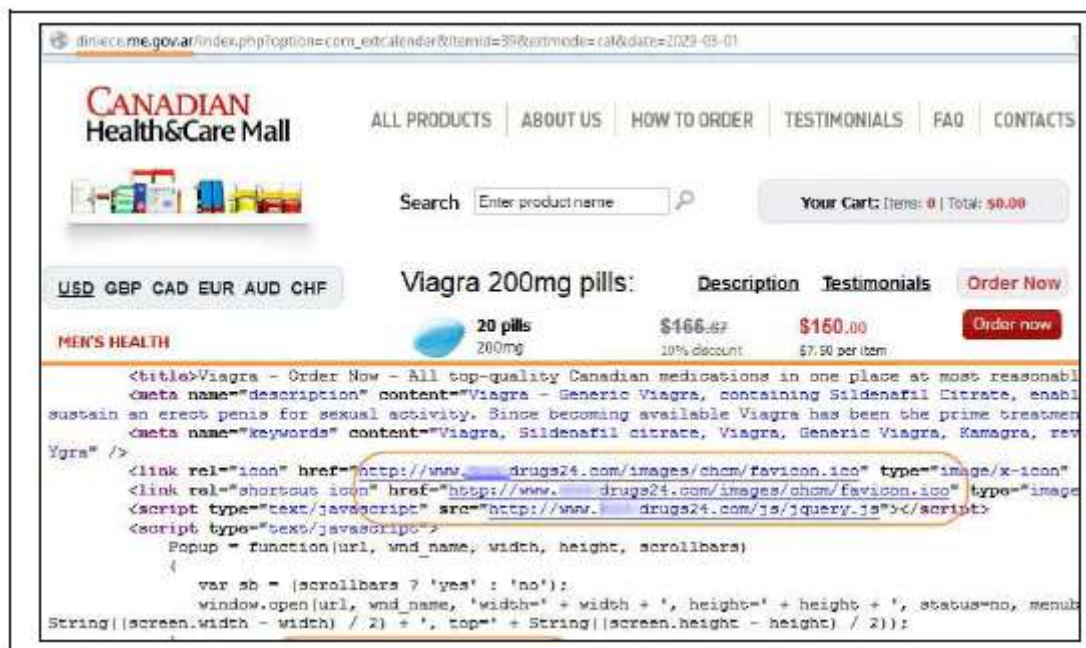 diniece.me.gov.ar/index.php?option=com_extcalendar&Itemid=39&extmode=cal&date=2029-03-01
CANADIAN
Health&Care Mall
ALL PRODUCTS ABOUT US HOW TO ORDER TESTIMONIALS FAQ CONTACTS
Search Enter product name Your Cart: Items: 0 | Total: $0.00
USD GBP CAD EUR AUD CHF
Viagra 200mg pills: Description Testimonials Order Now
MEN'S HEALTH
20 pills $166.67 $150.00 Order now
200mg 10% discount $7.50 per item
<title>Viagra - Order Now - All top-quality Canadian medications in one place at most reasonabl
<meta name="description" content="Viagra - Generic Viagra, containing Sildenafil Citrate, enabl
sustain an erect penis for sexual activity. Since becoming available Viagra has been the prime treatmen
<meta name="keywords" content="Viagra, Sildenafil citrate, Viagra, Generic Viagra, Kamagra, rev
Ygra" />
<link rel="icon" href="http://www. drugs24.com/images/chcm/favicon.ico" type="image/x-icon"
<link rel="shortcut icon" href="http://www. drugs24.com/images/chcm/favicon.ico" type="image
<script type="text/javascript" src="http://www. drugs24.com/js/jquery.js"></script>
<script type="text/javascript">
Popup = function(url, wnd_name, width, height, scrollbars)
{
var sb = (scrollbars ? 'yes' : 'no');
window.open(url, wnd_name, 'width=' + width + ', height=' + height + ', status=no, menub
String((screen.width - width) / 2) + ', top=' + String((screen.height - height) / 2));